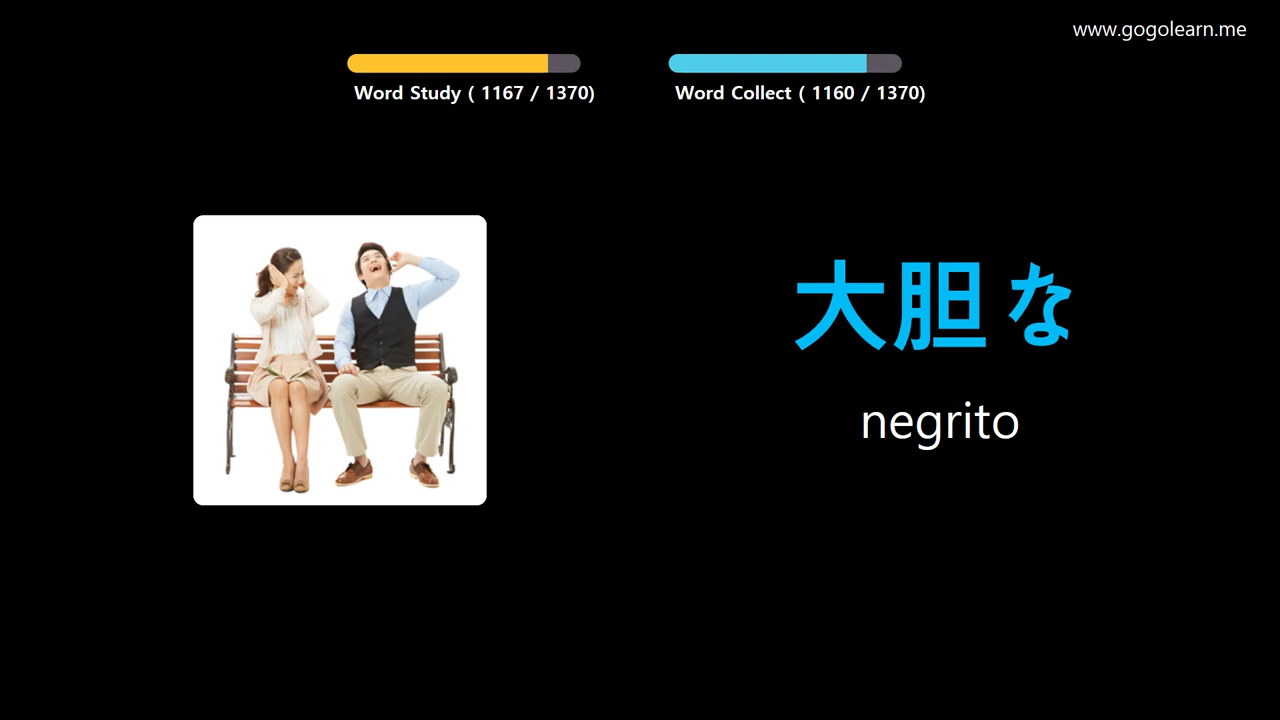 www.gogolearn.me
Word Study ( 1167 / 1370)
Word Collect ( 1160 / 1370)
大胆な
negrito